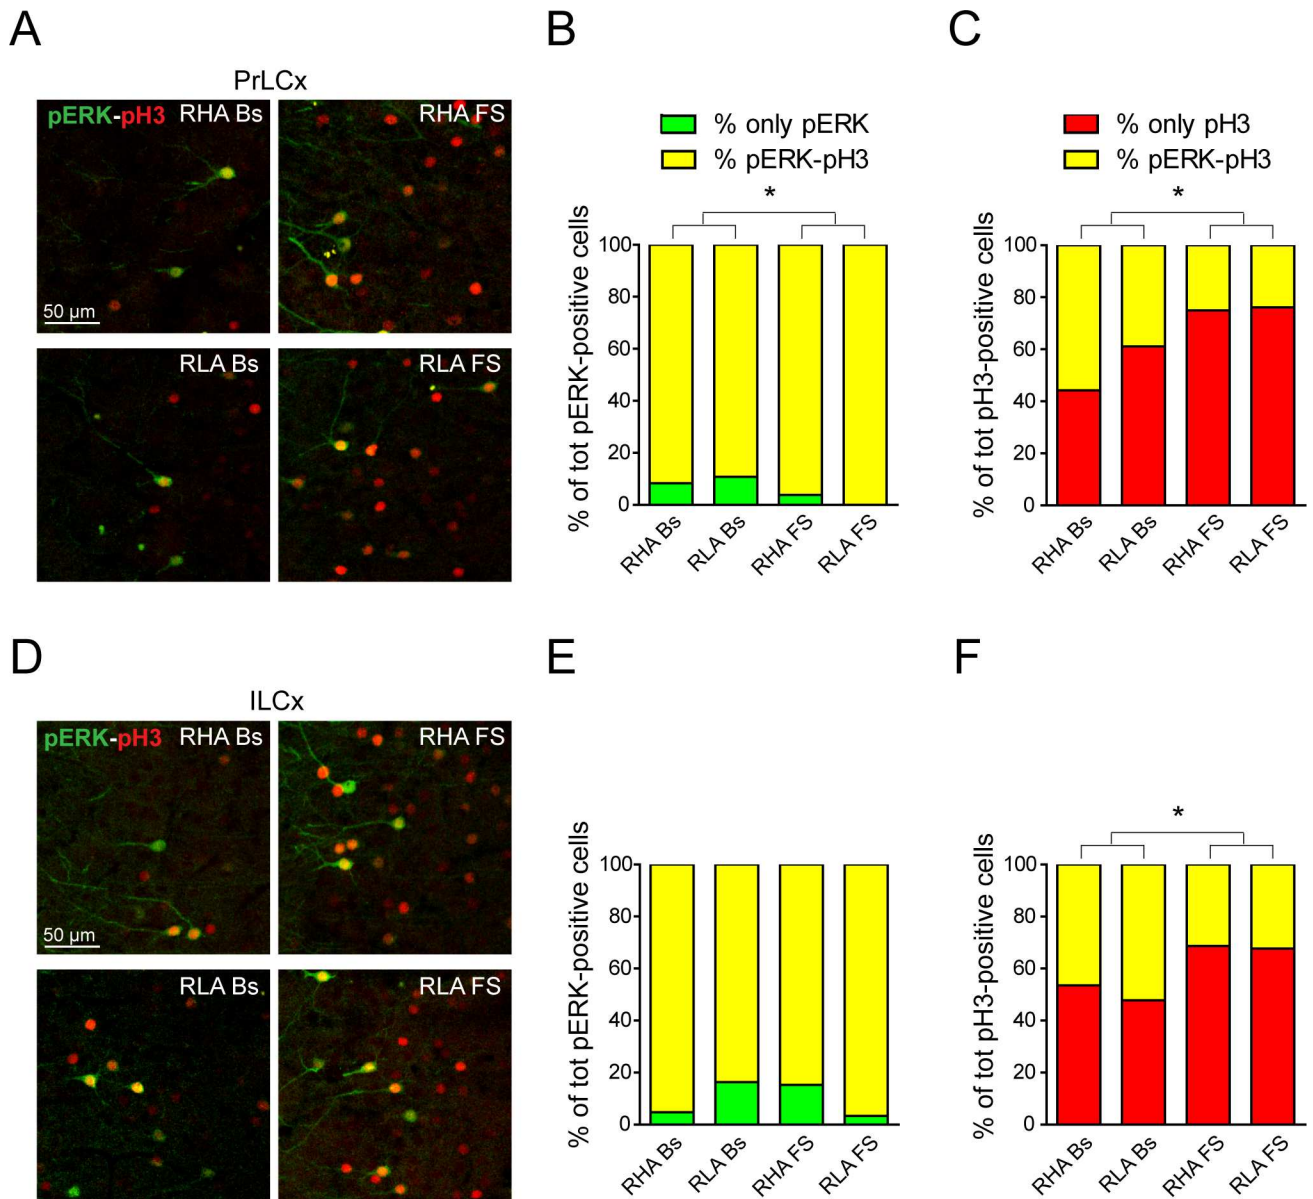 A
PrLCx
pERK-pH3 RHA Bs
RHA FS
50 µm
RLA Bs
RLA FS
B
% only pERK
% pERK-pH3
*
% of tot pERK-positive cells
100
80
60
40
20
0
RHA Bs
RLA Bs
RHA FS
RLA FS
C
% only pH3
% pERK-pH3
*
% of tot pH3-positive cells
100
80
60
40
20
0
RHA Bs
RLA Bs
RHA FS
RLA FS
D
ILCx
pERK-pH3 RHA Bs
RHA FS
50 µm
RLA Bs
RLA FS
E
% of tot pERK-positive cells
100
80
60
40
20
0
RHA Bs
RLA Bs
RHA FS
RLA FS
F
*
% of tot pH3-positive cells
100
80
60
40
20
0
RHA Bs
RLA Bs
RHA FS
RLA FS